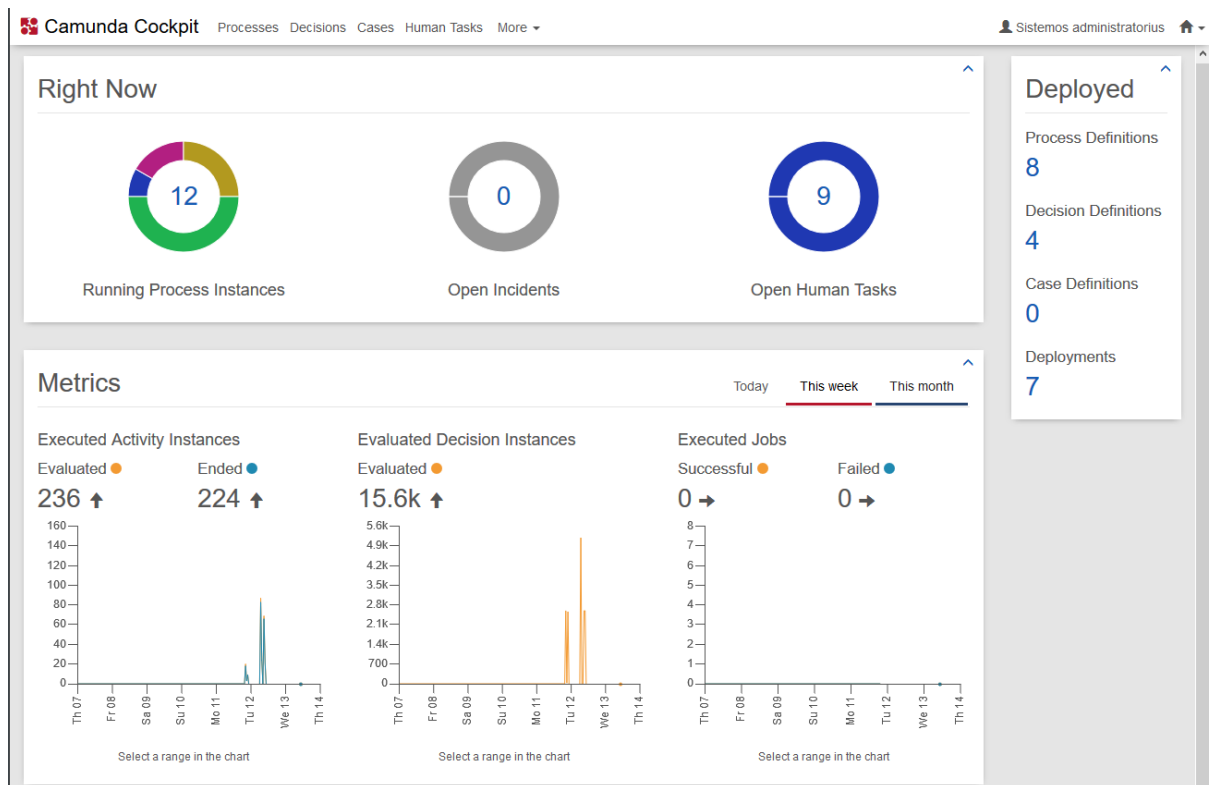 Camunda Cockpit Processes Decisions Cases Human Tasks More Sistemos administratorius
Right Now
12
0
9
Running Process Instances
Open Incidents
Open Human Tasks
Deployed
Process Definitions
8
Decision Definitions
4
Case Definitions
0
Deployments
7
Metrics
Today This week This month
Executed Activity Instances
Evaluated Ended
236 224
160
140
120
100
80
60
40
20
0
Th 07 Fr 08 Sa 09 Su 10 Mo 11 Tu 12 We 13 Th 14
Select a range in the chart
Evaluated Decision Instances
Evaluated
15.6k
5.6k
4.9k
4.2k
3.5k
2.8k
2.1k
1.4k
700
0
Th 07 Fr 08 Sa 09 Su 10 Mo 11 Tu 12 We 13 Th 14
Select a range in the chart
Executed Jobs
Successful Failed
0 0
8
7
6
5
4
3
2
1
0
Th 07 Fr 08 Sa 09 Su 10 Mo 11 Tu 12 We 13 Th 14
Select a range in the chart